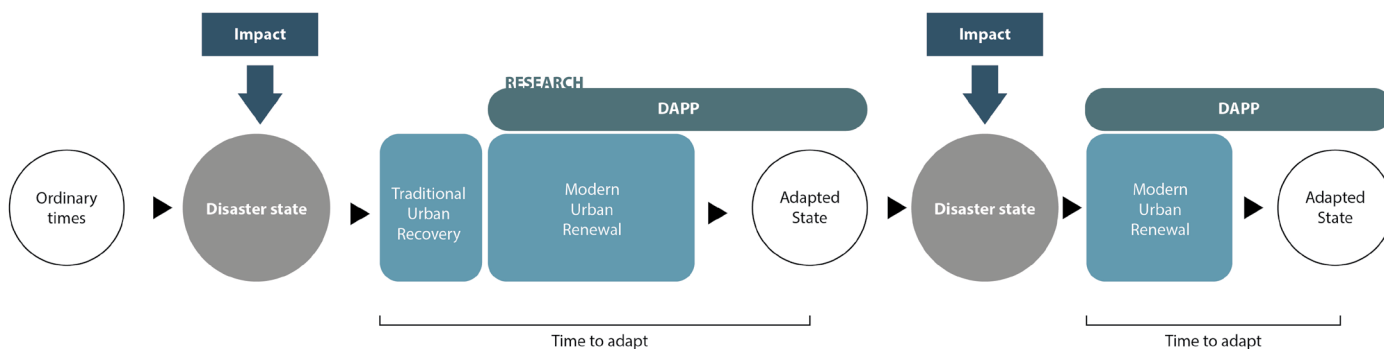 Impact
Impact
RESEARCH
DAPP
DAPP
Ordinary
times
Disaster state
Traditional
Urban
Recovery
Modern
Urban
Renewal
Adapted
State
Disaster state
Modern
Urban
Renewal
Adapted
State
Time to adapt
Time to adapt